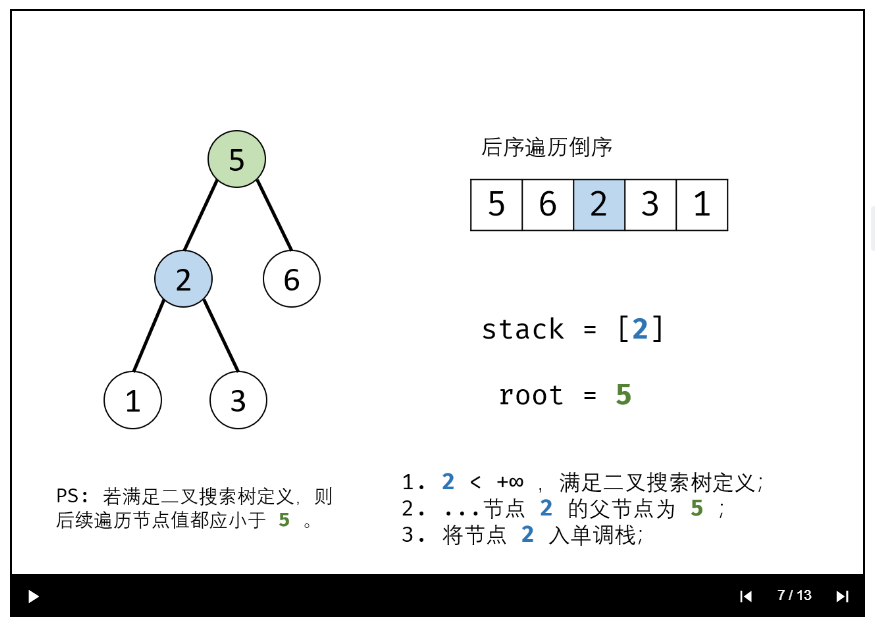 后序遍历倒序
5
5 6 2 3 1
2 6
stack = [2]
1 3
root = 5
1. 2 < +∞ ，满足二叉搜索树定义;
PS: 若满足二叉搜索树定义，则
后续遍历节点值都应小于 5 。
2. ...节点 2 的父节点为 5 ;
3. 将节点 2 入单调栈;
7 / 13